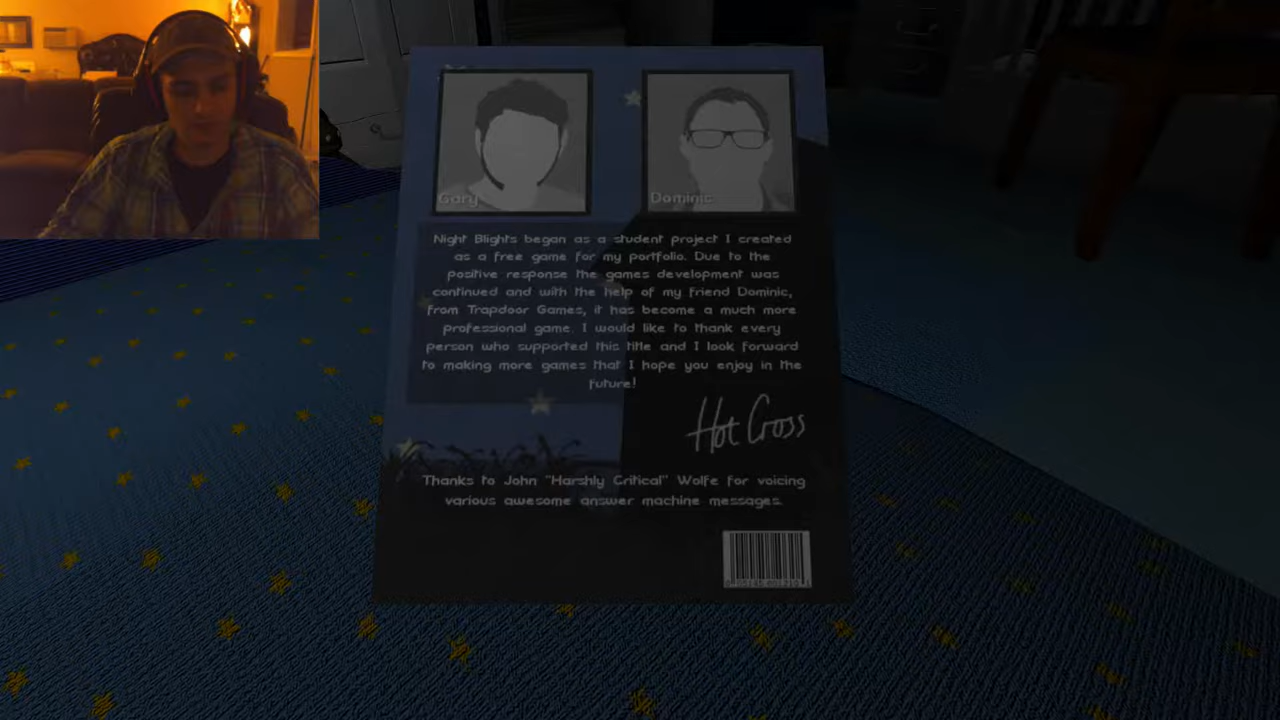 Gary
Dominic
Night Blights began as a student project I created
as a free game for my portfolio. Due to the
positive response the games development was
continued and with the help of my friend Dominic,
from Trapdoor Games, it has become a much more
professional game. I would like to thank every
person who supported this title and I look forward
to making more games that I hope you enjoy in the
future!
Hot Cross
Thanks to John "Harshly Critical" Wolfe for voicing
various awesome answer machine messages.